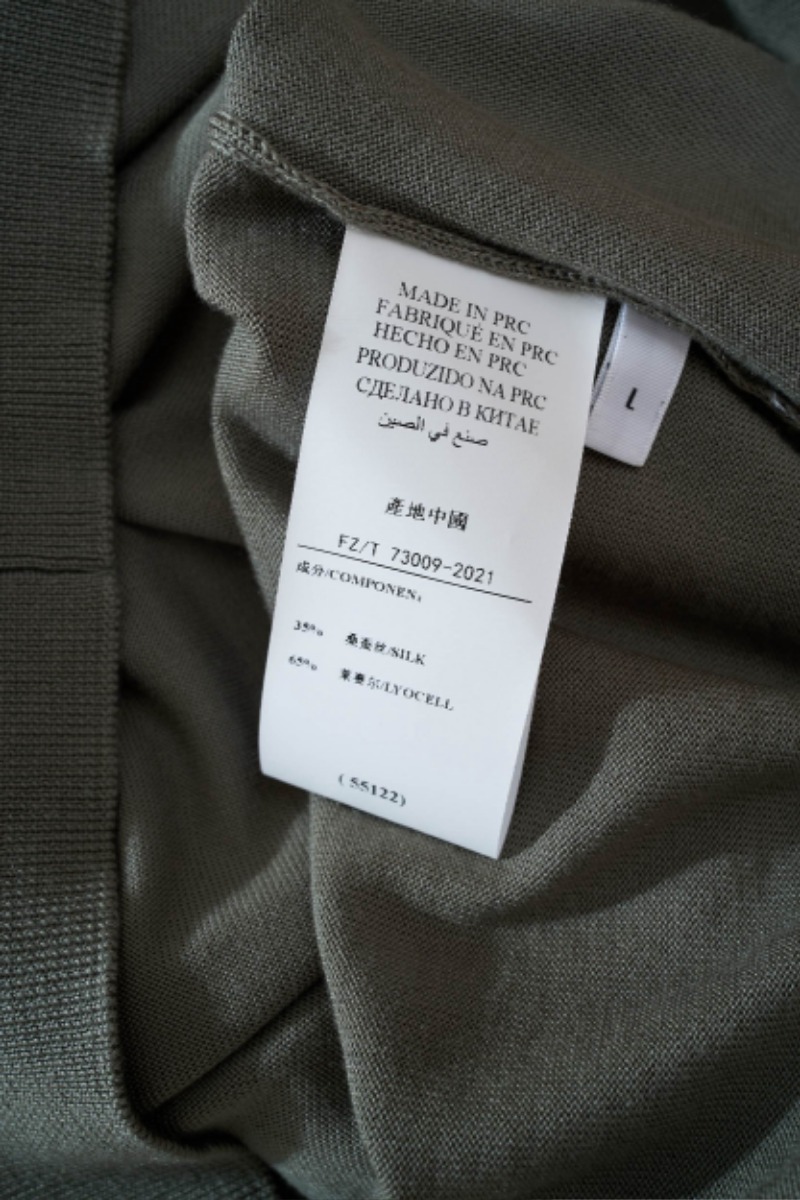 MADE IN PRC
FABRIQUÉ EN PRC
HECHO EN PRC
PRODUZIDO NA PRC
СДЕЛАНО В КИТАЕ
صنع في الصين
產地中國
FZ/T 73009-2021
成分/COMPONEN:
35% 桑蚕丝/SILK
65% 莱赛尔/LYOCELL
(55122)
L